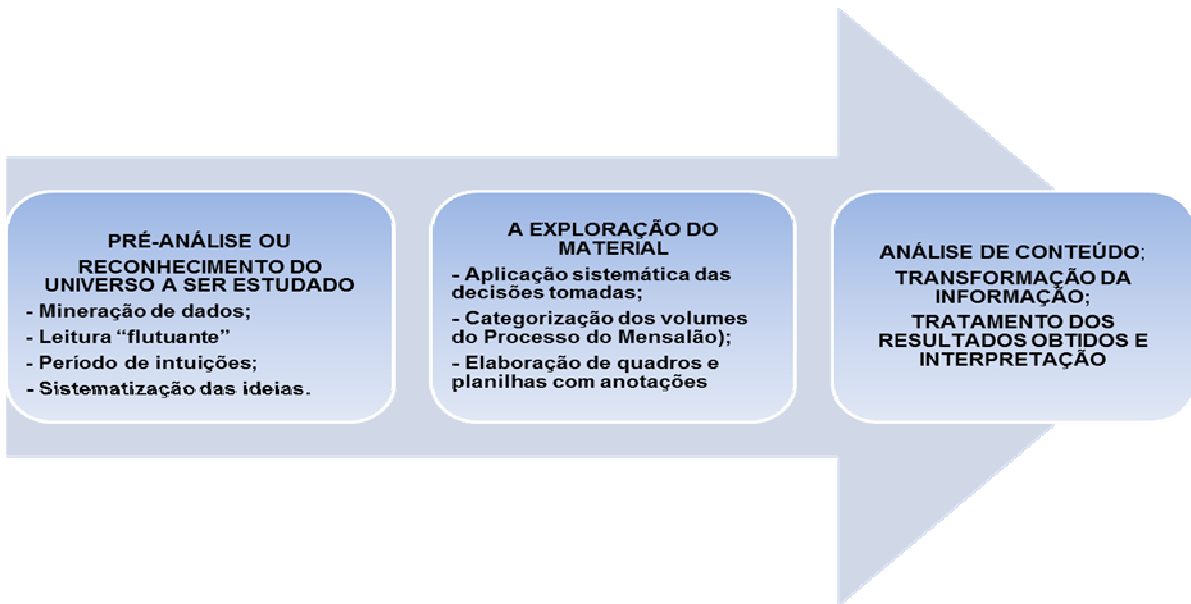 PRÉ-ANÁLISE OU
RECONHECIMENTO DO
UNIVERSO A SER ESTUDADO
- Mineração de dados;
- Leitura “flutuante”
- Período de intuições;
- Sistematização das ideias.
A EXPLORAÇÃO DO
MATERIAL
- Aplicação sistemática das
decisões tomadas;
- Categorização dos volumes
do Processo do Mensalão);
- Elaboração de quadros e
planilhas com anotações
ANÁLISE DE CONTEÚDO;
TRANSFORMAÇÃO DA
INFORMAÇÃO;
TRATAMENTO DOS
RESULTADOS OBTIDOS E
INTERPRETAÇÃO